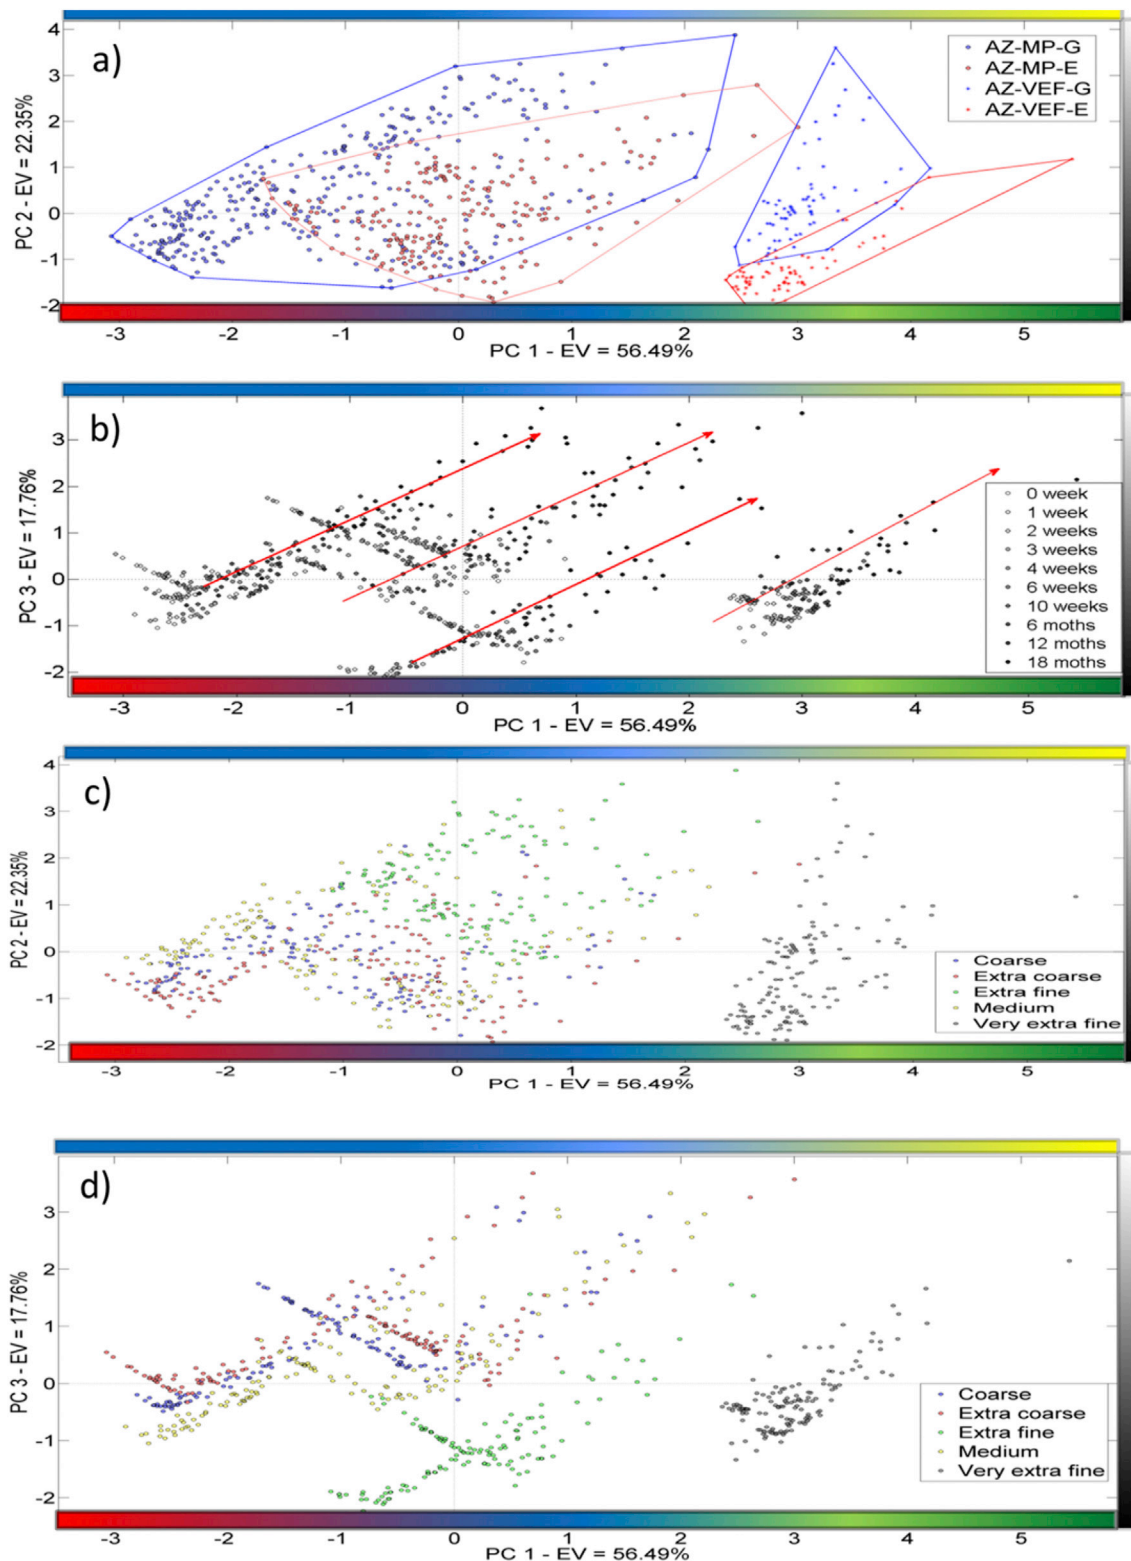 a)
4
3
2
1
0
-1
-2
PC 2 - EV = 22.35%
AZ-MP-G
AZ-MP-E
AZ-VEF-G
AZ-VEF-E
-3 -2 -1 0 1 2 3 4 5
PC 1 - EV = 56.49%
b)
3
2
1
0
-1
-2
PC 3 - EV = 17.76%
0 week
1 week
2 weeks
3 weeks
4 weeks
6 weeks
10 weeks
6 moths
12 moths
18 moths
-3 -2 -1 0 1 2 3 4 5
PC 1 - EV = 56.49%
c)
4
3
2
1
0
-1
-2
PC 2 - EV = 22.35%
Coarse
Extra coarse
Extra fine
Medium
Very extra fine
-3 -2 -1 0 1 2 3 4 5
PC 1 - EV = 56.49%
d)
3
2
1
0
-1
-2
PC 3 - EV = 17.76%
Coarse
Extra coarse
Extra fine
Medium
Very extra fine
-3 -2 -1 0 1 2 3 4 5
PC 1 - EV = 56.49%